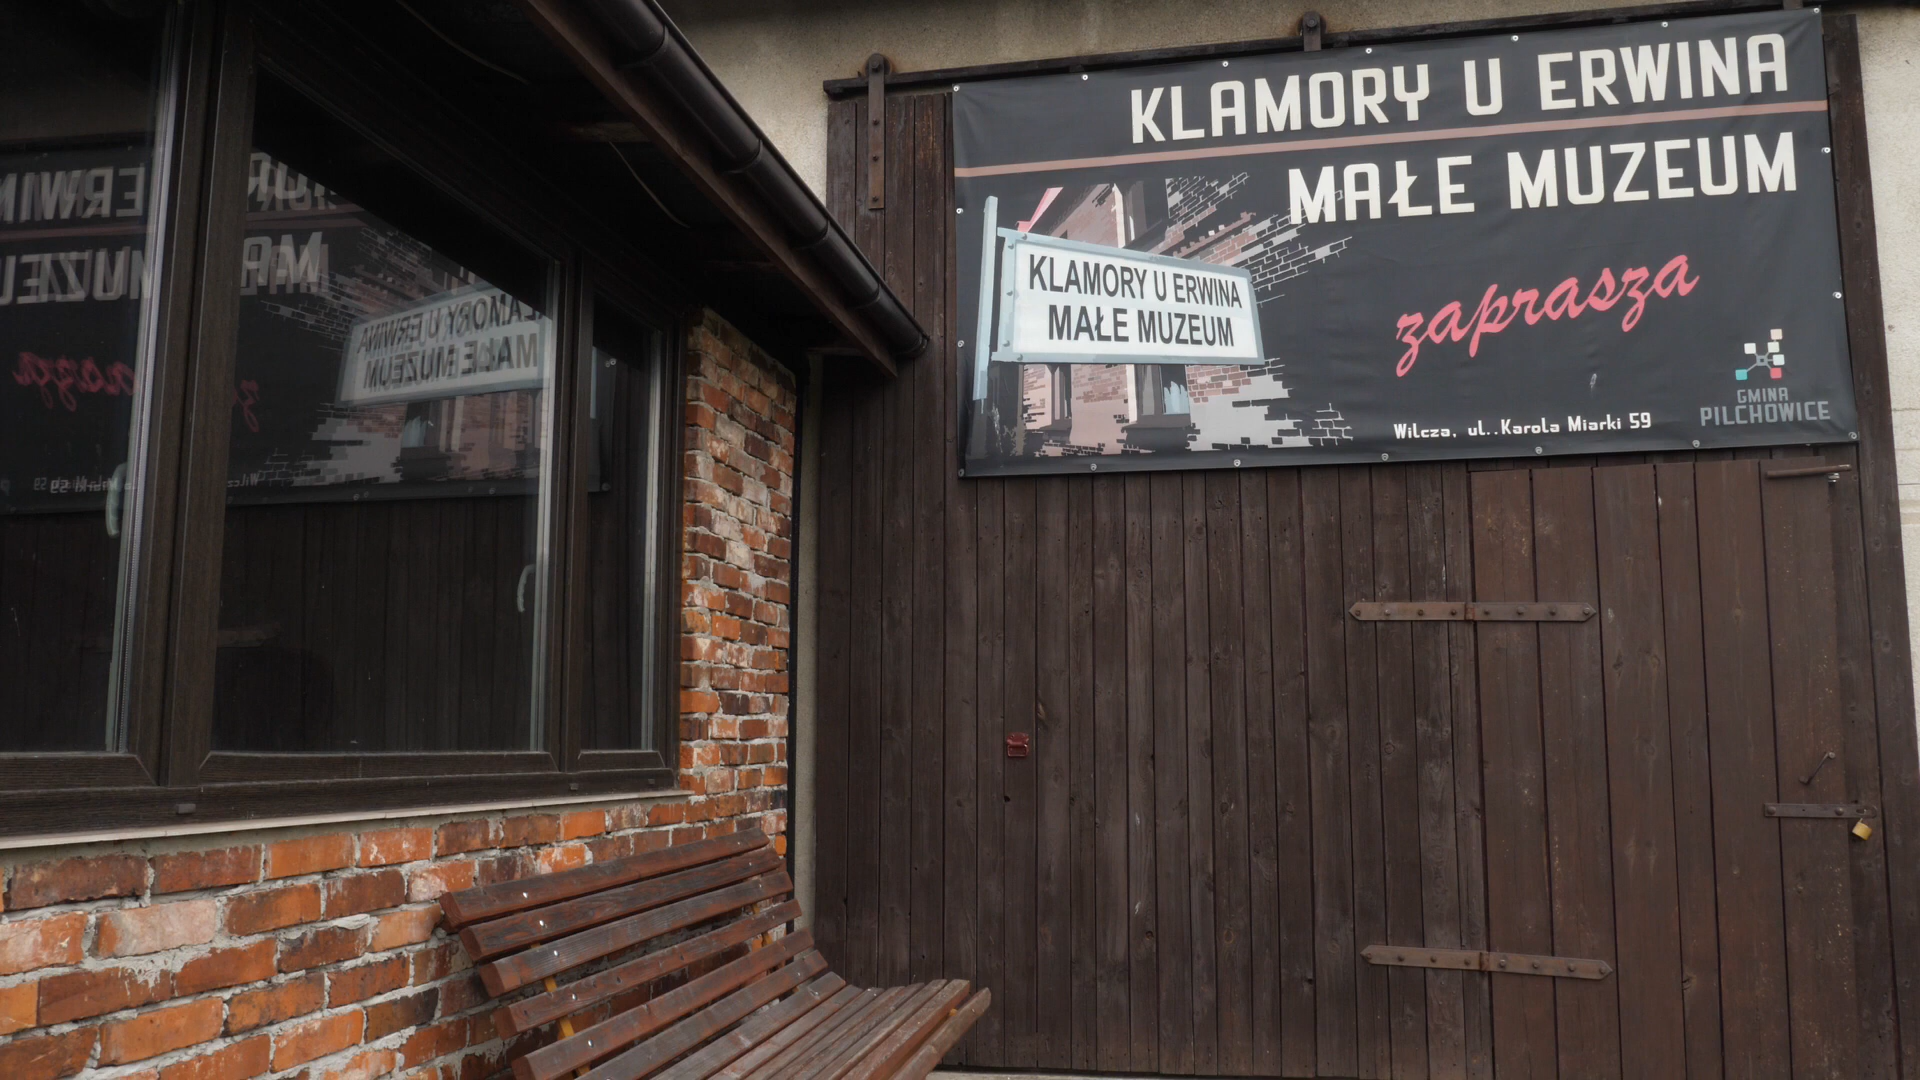 KLAMORY U ERWINA
MAŁE MUZEUM
KLAMORY U ERWINA
MAŁE MUZEUM
zaprasza
GMINA
PILCHOWICE
Wilcza, ul..Karola Miarki 59